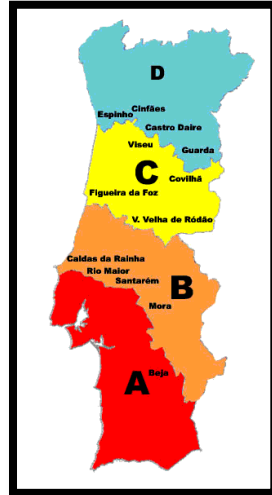 D
Cinfães
Espinho
Castro Daire
Viseu
Guarda
C
Covilhã
Figueira da Foz
V. Velha de Ródão
Caldas da Rainha
Rio Maior
Santarém
B
Mora
A
Beja